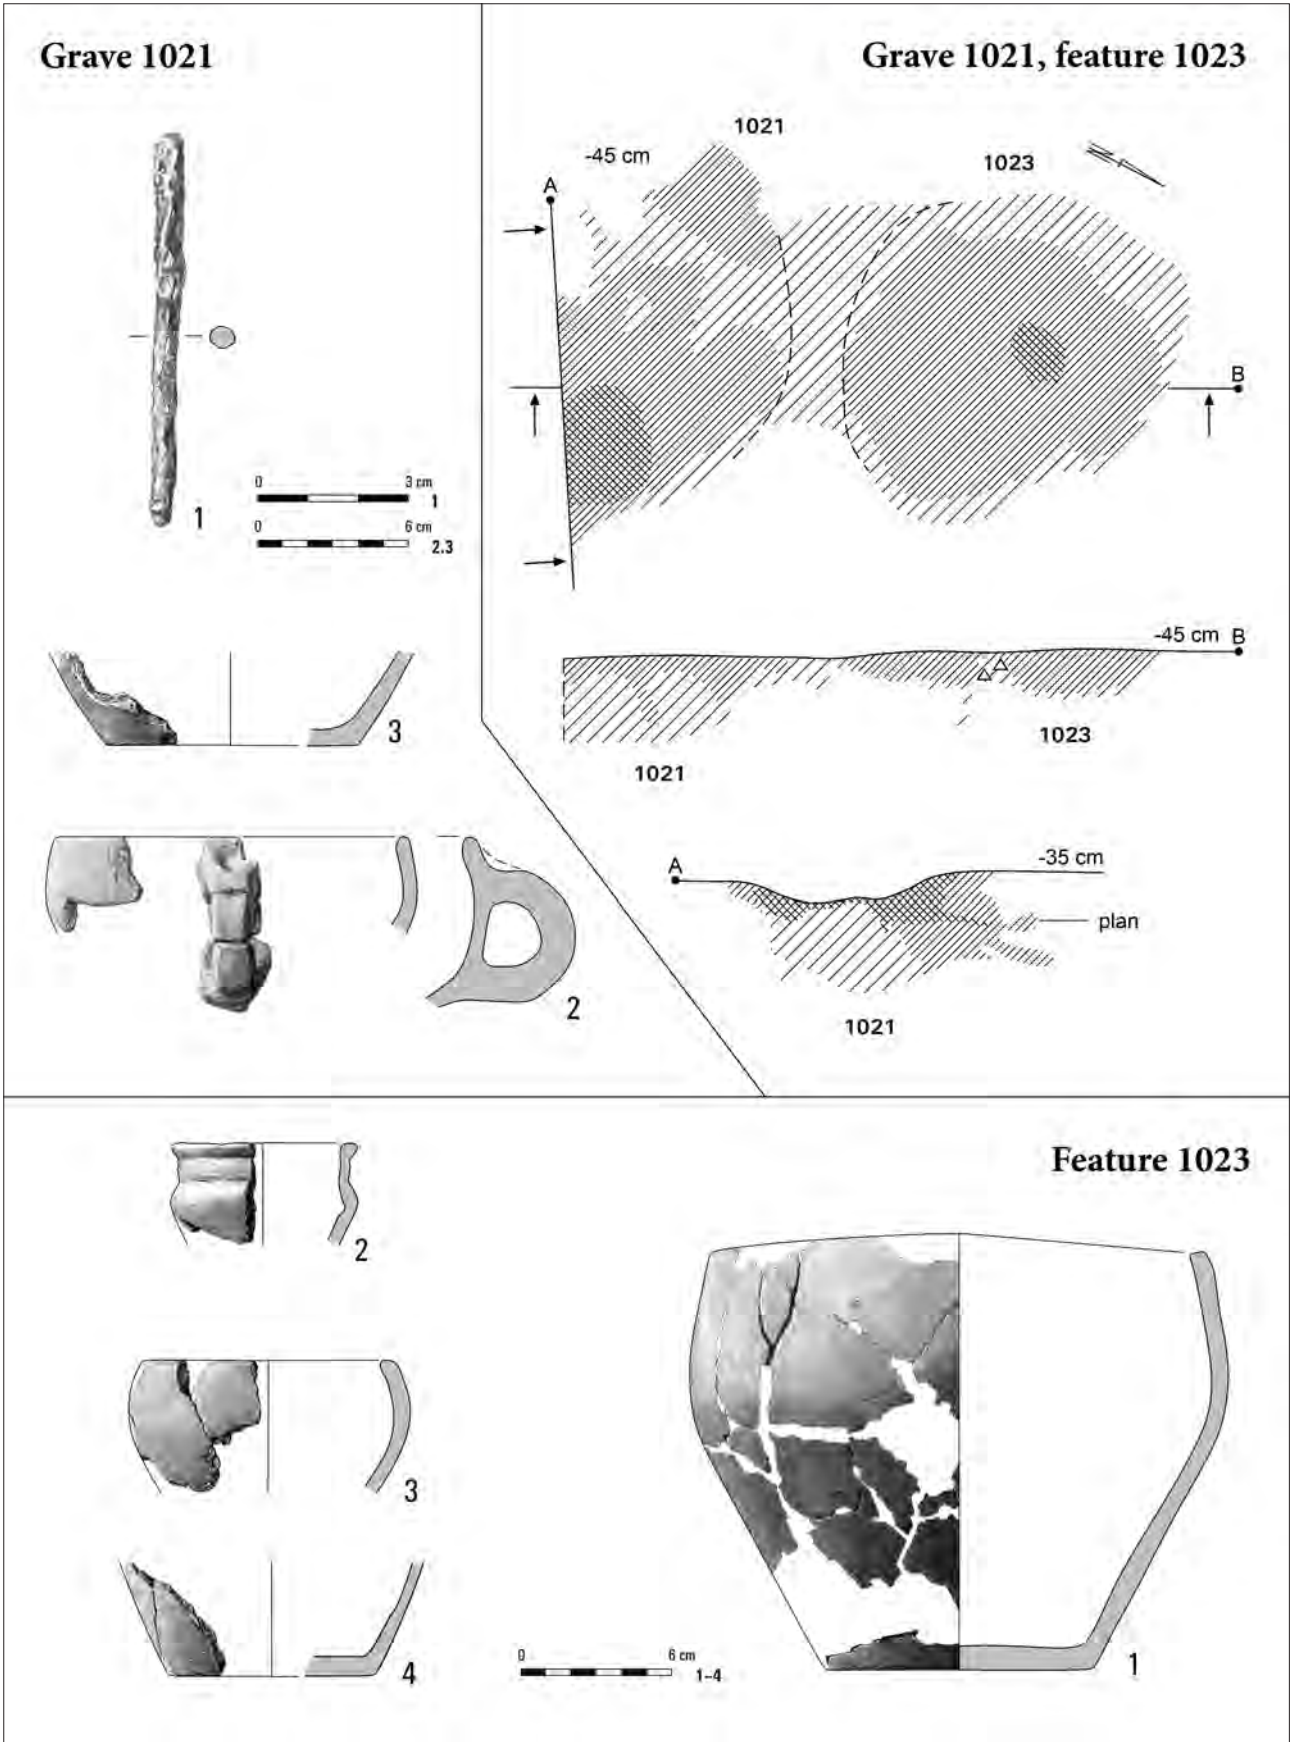 Grave 1021
1
0 3 cm
1
0 6 cm
2.3
3
2
Grave 1021, feature 1023
1021
-45 cm
1023
N
A
B
-45 cm B
1023
1021
A
-35 cm
plan
1021
Feature 1023
2
3
4
0 6 cm
1–4
1